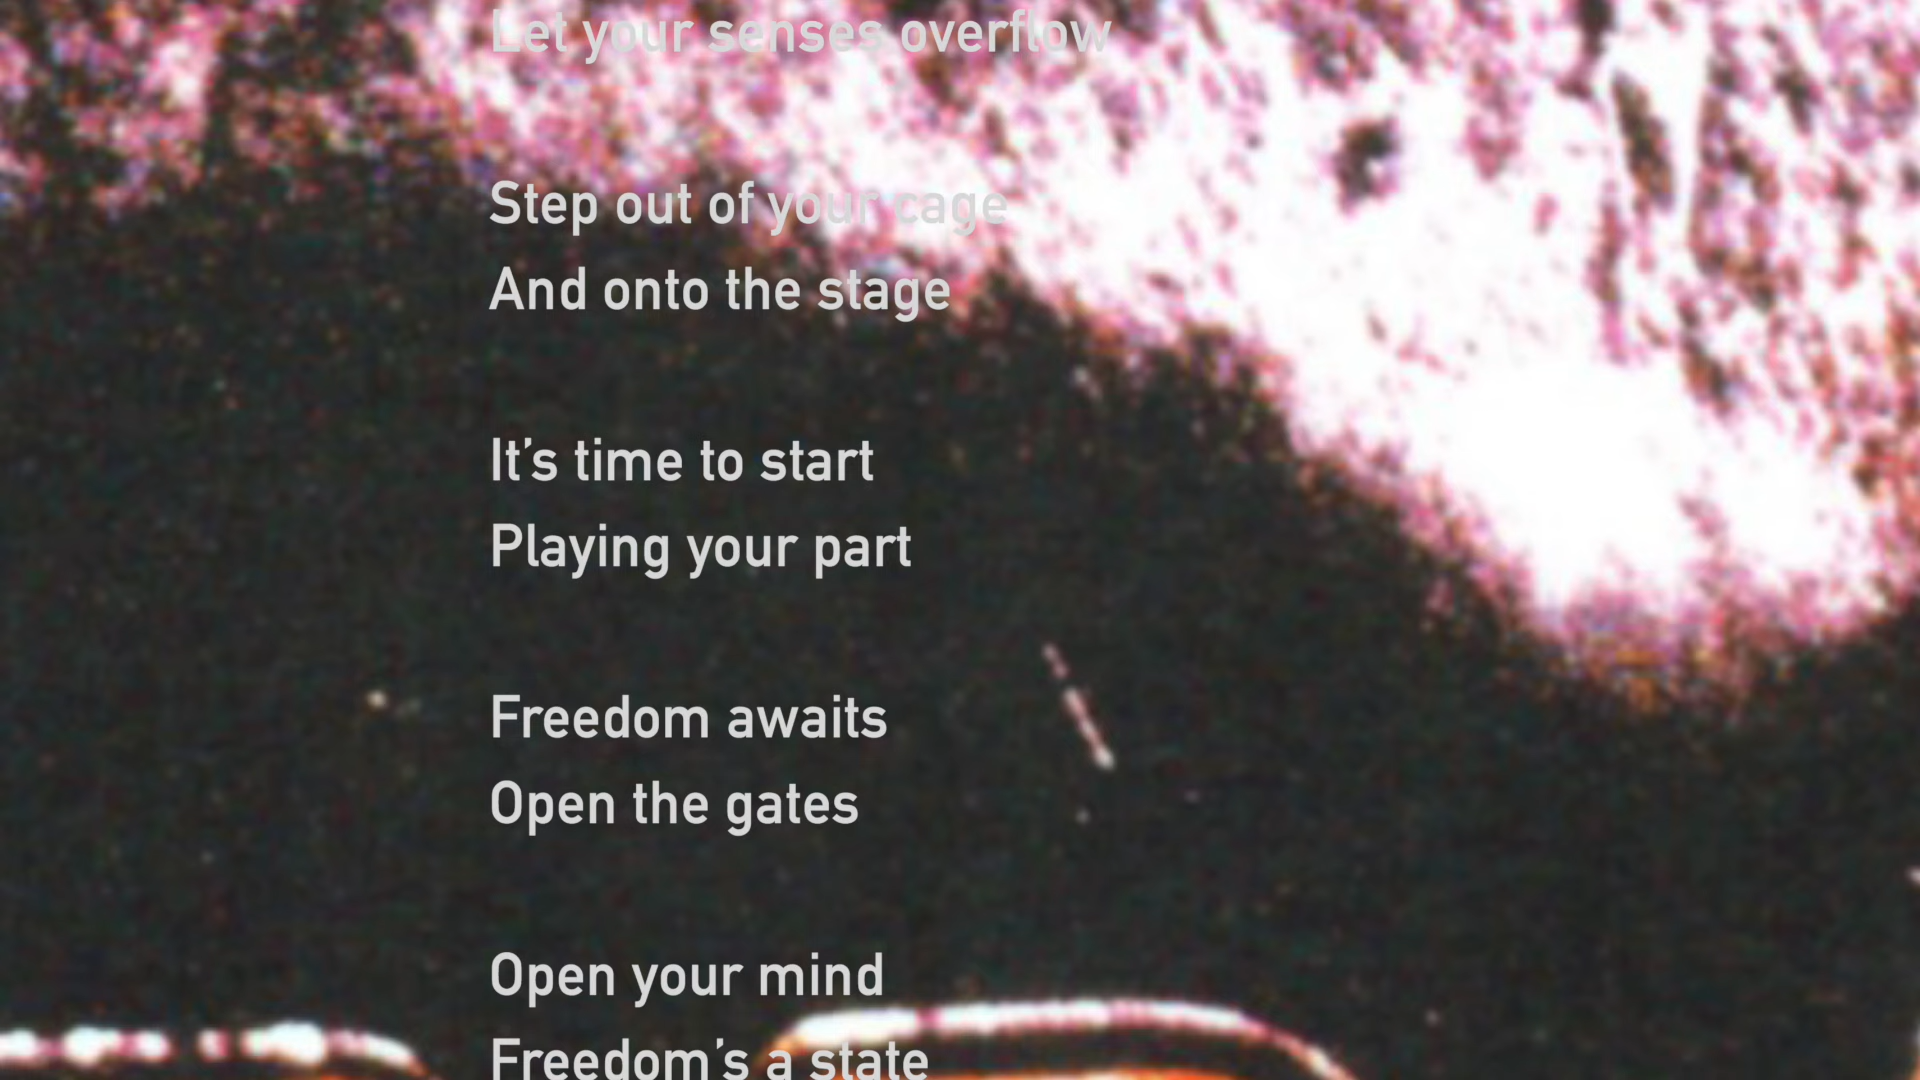 Let your senses overflow
Step out of your cage
And onto the stage
It’s time to start
Playing your part
Freedom awaits
Open the gates
Open your mind
Freedom’s a state